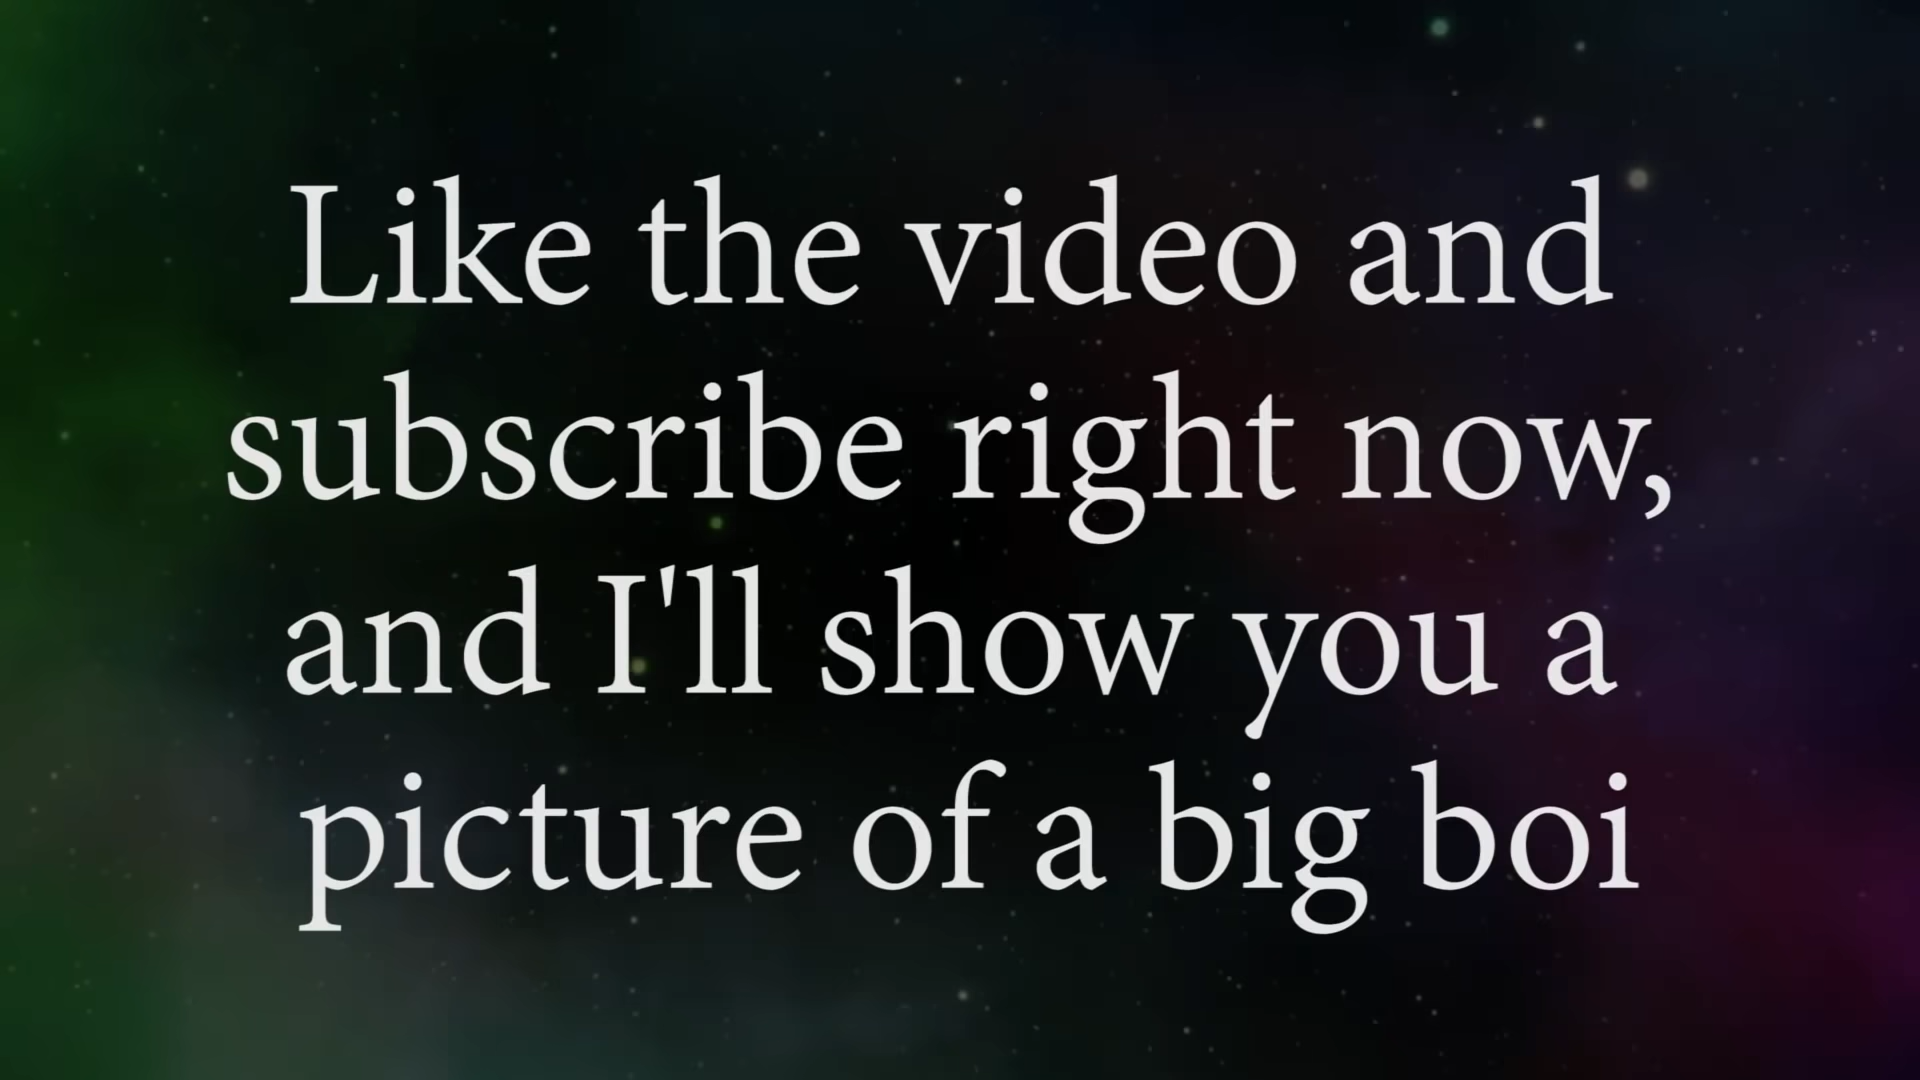 Like the video and
subscribe right now,
and I'll show you a
picture of a big boi